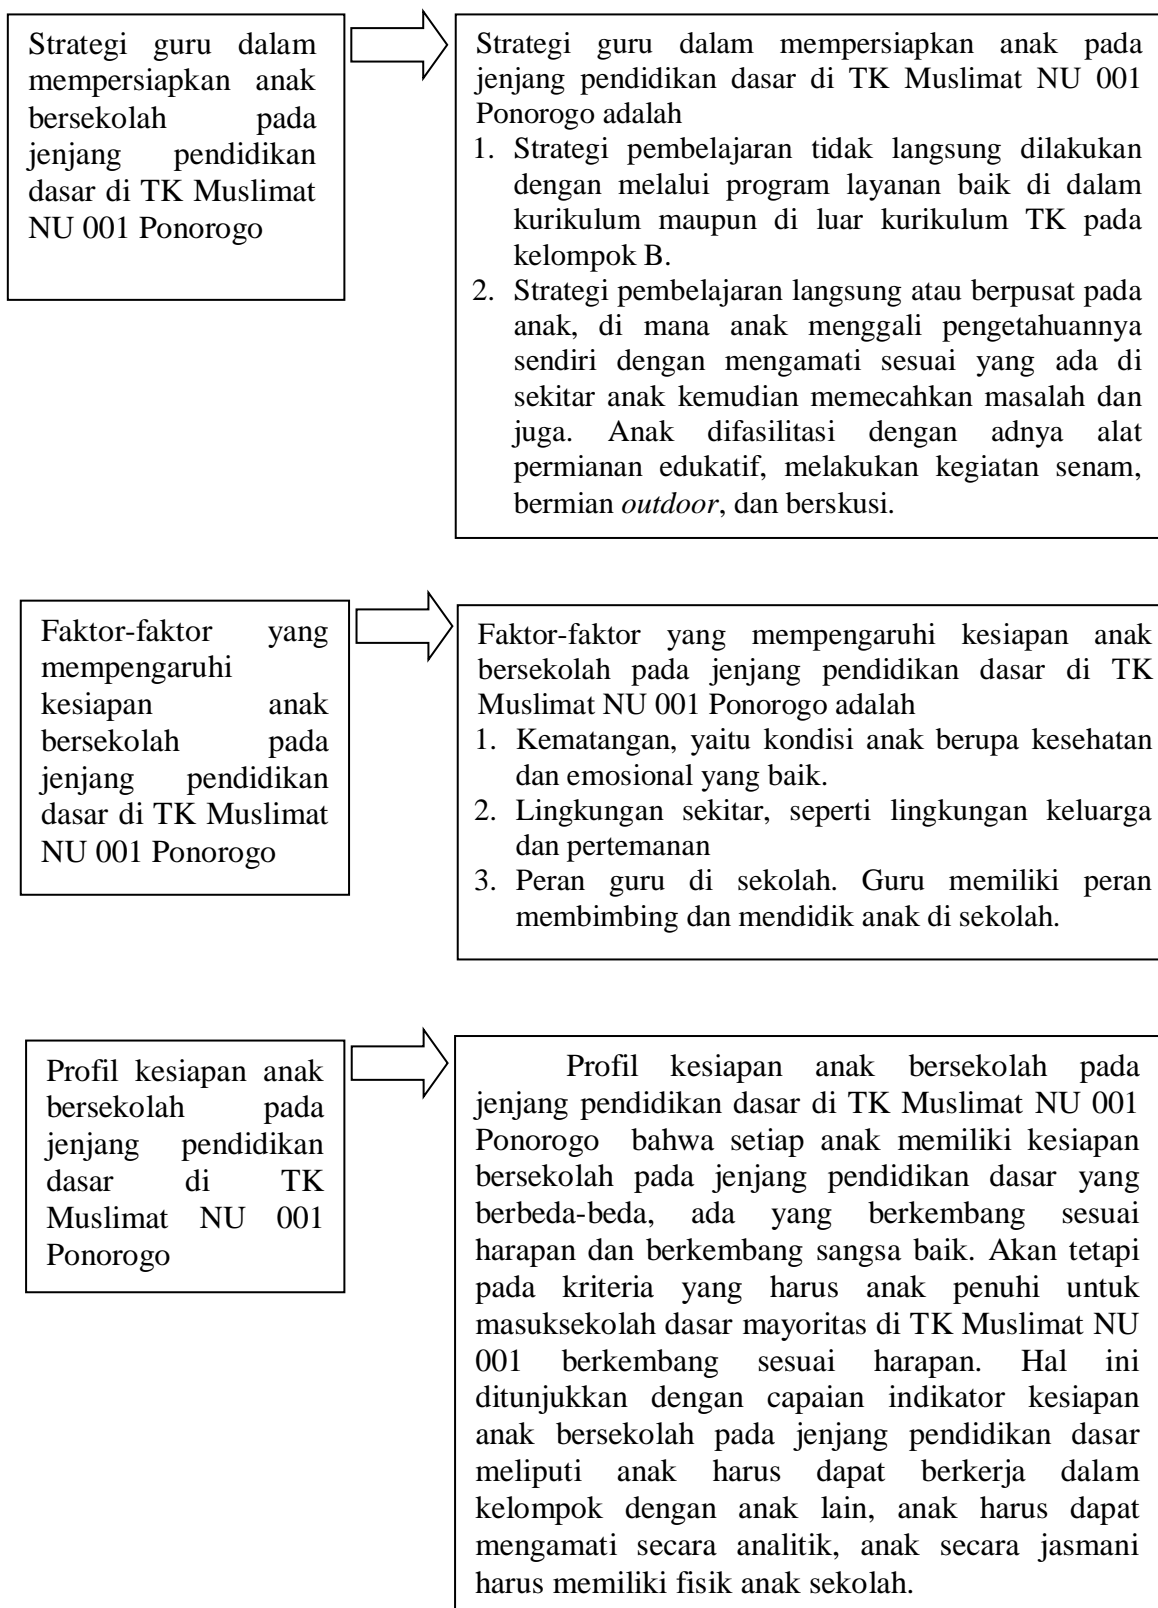 Strategi guru dalam
mempersiapkan anak
bersekolah pada
jenjang pendidikan
dasar di TK Muslimat
NU 001 Ponorogo
Strategi guru dalam mempersiapkan anak pada
jenjang pendidikan dasar di TK Muslimat NU 001
Ponorogo adalah
1. Strategi pembelajaran tidak langsung dilakukan
dengan melalui program layanan baik di dalam
kurikulum maupun di luar kurikulum TK pada
kelompok B.
2. Strategi pembelajaran langsung atau berpusat pada
anak, di mana anak menggali pengetahuannya
sendiri dengan mengamati sesuai yang ada di
sekitar anak kemudian memecahkan masalah dan
juga. Anak difasilitasi dengan adnya alat
permianan edukatif, melakukan kegiatan senam,
bermian outdoor, dan berskusi.
Faktor-faktor yang
mempengaruhi
kesiapan anak
bersekolah pada
jenjang pendidikan
dasar di TK Muslimat
NU 001 Ponorogo
Faktor-faktor yang mempengaruhi kesiapan anak
bersekolah pada jenjang pendidikan dasar di TK
Muslimat NU 001 Ponorogo adalah
1. Kematangan, yaitu kondisi anak berupa kesehatan
dan emosional yang baik.
2. Lingkungan sekitar, seperti lingkungan keluarga
dan pertemanan
3. Peran guru di sekolah. Guru memiliki peran
membimbing dan mendidik anak di sekolah.
Profil kesiapan anak
bersekolah pada
jenjang pendidikan
dasar di TK
Muslimat NU 001
Ponorogo
Profil kesiapan anak bersekolah pada
jenjang pendidikan dasar di TK Muslimat NU 001
Ponorogo bahwa setiap anak memiliki kesiapan
bersekolah pada jenjang pendidikan dasar yang
berbeda-beda, ada yang berkembang sesuai
harapan dan berkembang sangsa baik. Akan tetapi
pada kriteria yang harus anak penuhi untuk
masuksekolah dasar mayoritas di TK Muslimat NU
001 berkembang sesuai harapan. Hal ini
ditunjukkan dengan capaian indikator kesiapan
anak bersekolah pada jenjang pendidikan dasar
meliputi anak harus dapat berkerja dalam
kelompok dengan anak lain, anak harus dapat
mengamati secara analitik, anak secara jasmani
harus memiliki fisik anak sekolah.